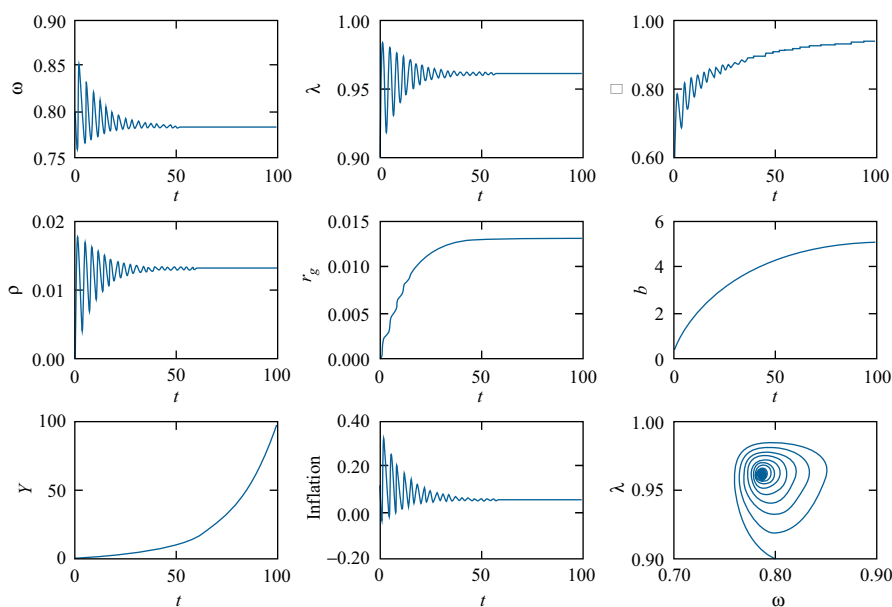 0.90 0.85 0.80 0.75 ω 0 50 100 t
1.00 0.95 0.90 λ 0 50 100 t
1.00 0.80 0.60 □ 0 50 100 t
0.02 0.01 0.00 ρ 0 50 100 t
0.015 0.010 0.005 0.000 r_g 0 50 100 t
6 4 2 0 b 0 50 100 t
100 50 0 Y 0 50 100 t
0.40 0.20 0.00 –0.20 Inflation 0 50 100 t
1.00 0.95 0.90 λ 0.70 0.80 0.90 ω